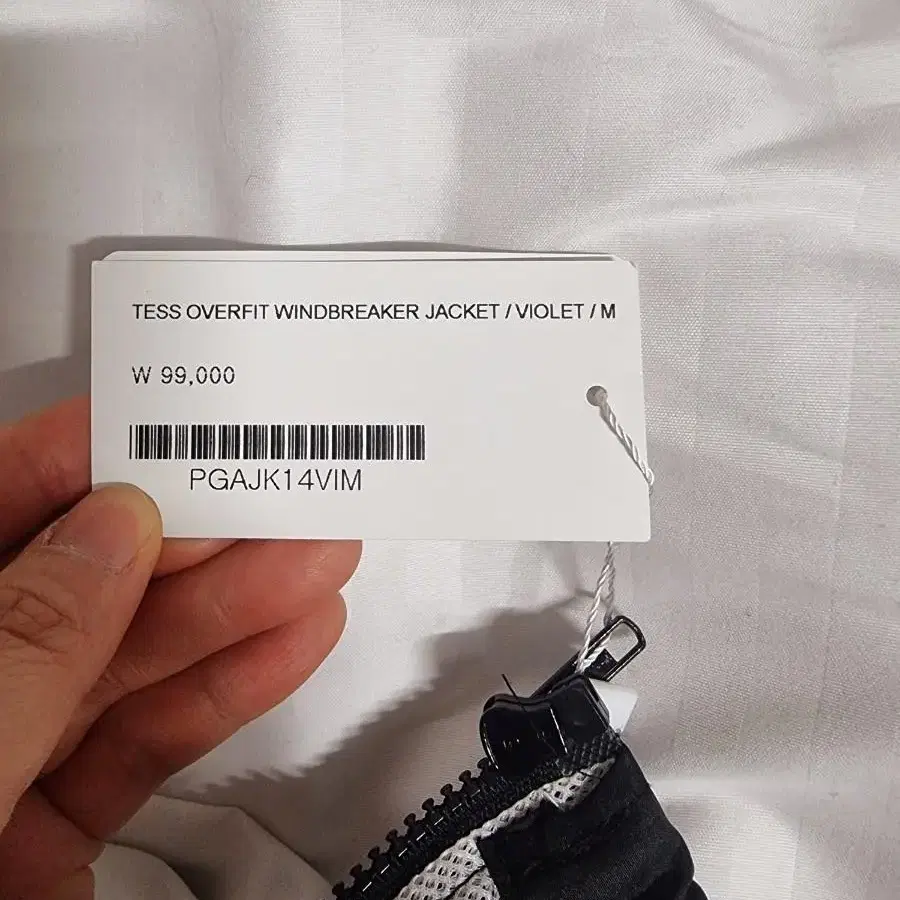 TESS OVERFIT WINDBREAKER JACKET / VIOLET / M
W 99,000
PGAJK14VIM